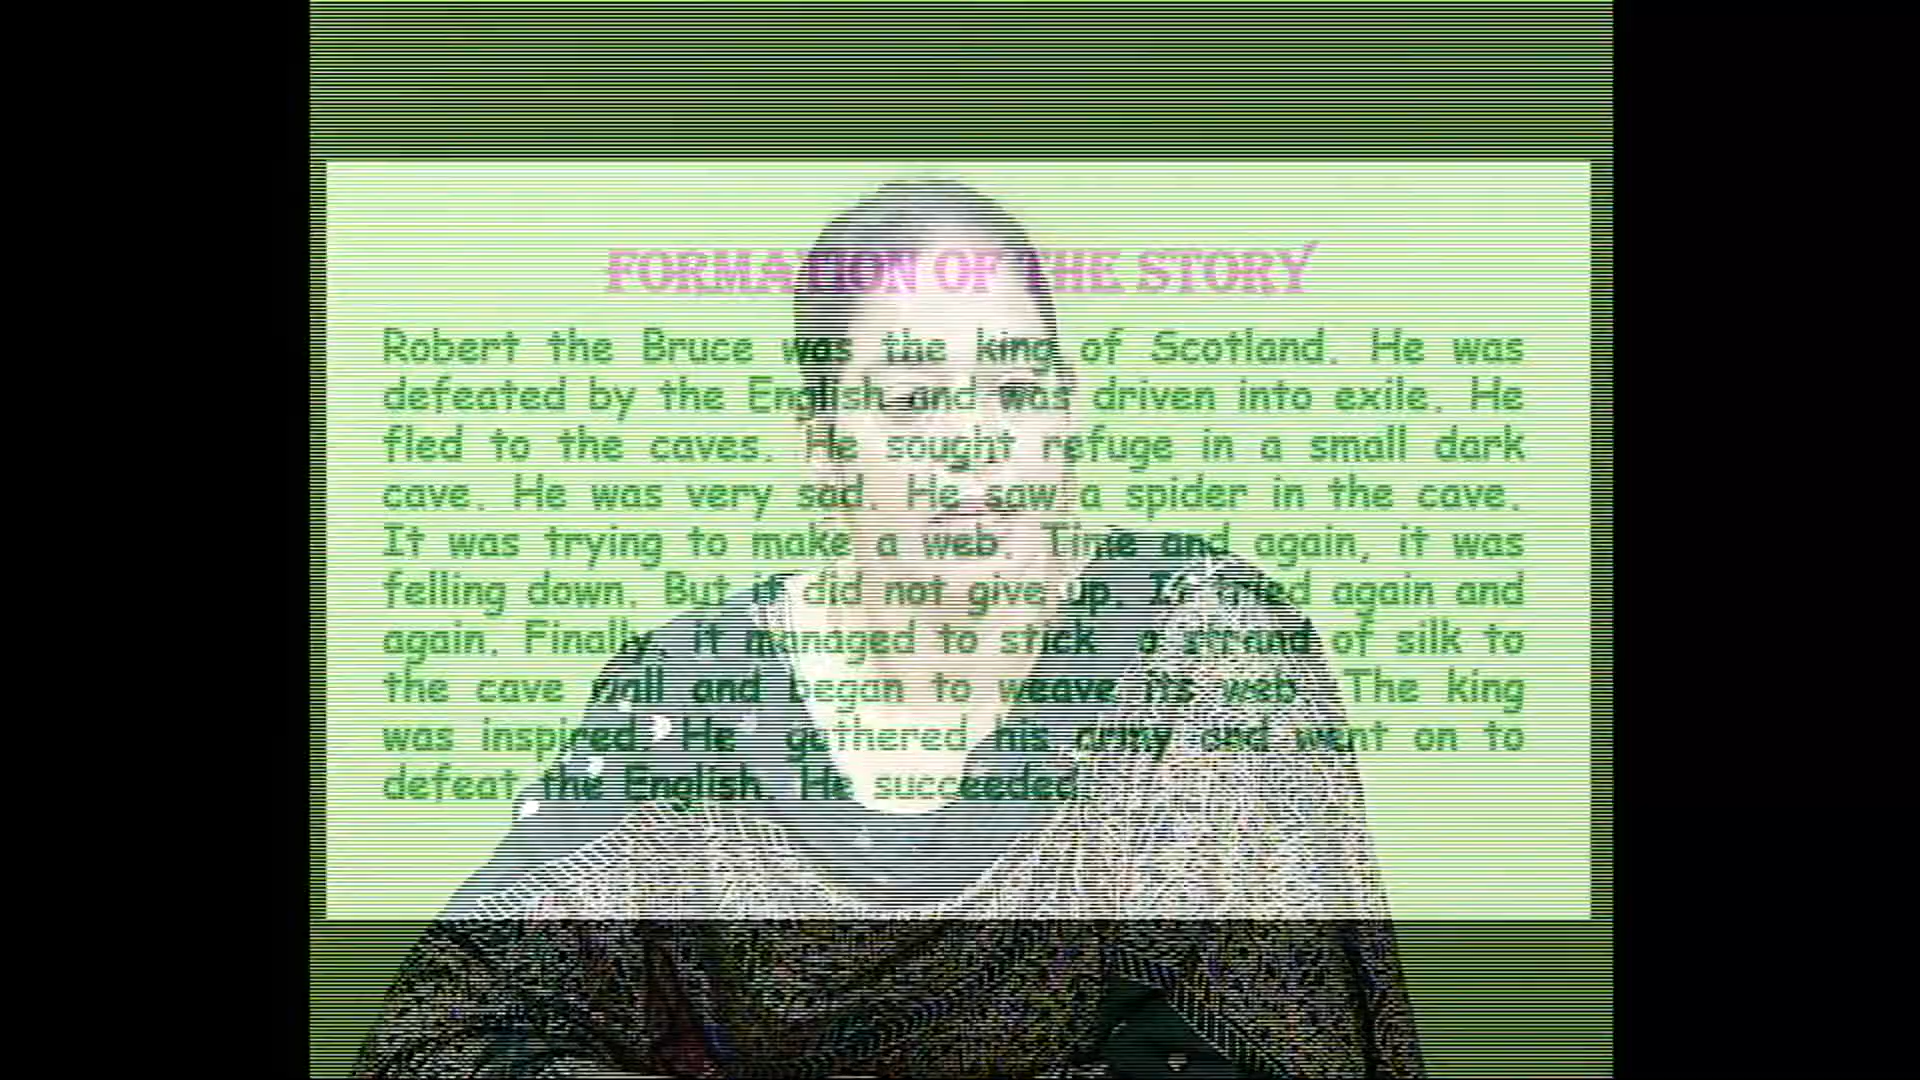 FORMATION OF THE STORY
Robert the Bruce was the king of Scotland. He was
defeated by the English and was driven into exile. He
fled to the caves. He sought refuge in a small dark
cave. He was very sad. He saw a spider in the cave.
It was trying to make a web. Time and again, it was
felling down. But it did not give up. It tried again and
again. Finally, it managed to stick a strand of silk to
the cave wall and began to weave its web. The king
was inspired. He gathered his army and went on to
defeat the English. He succeeded.